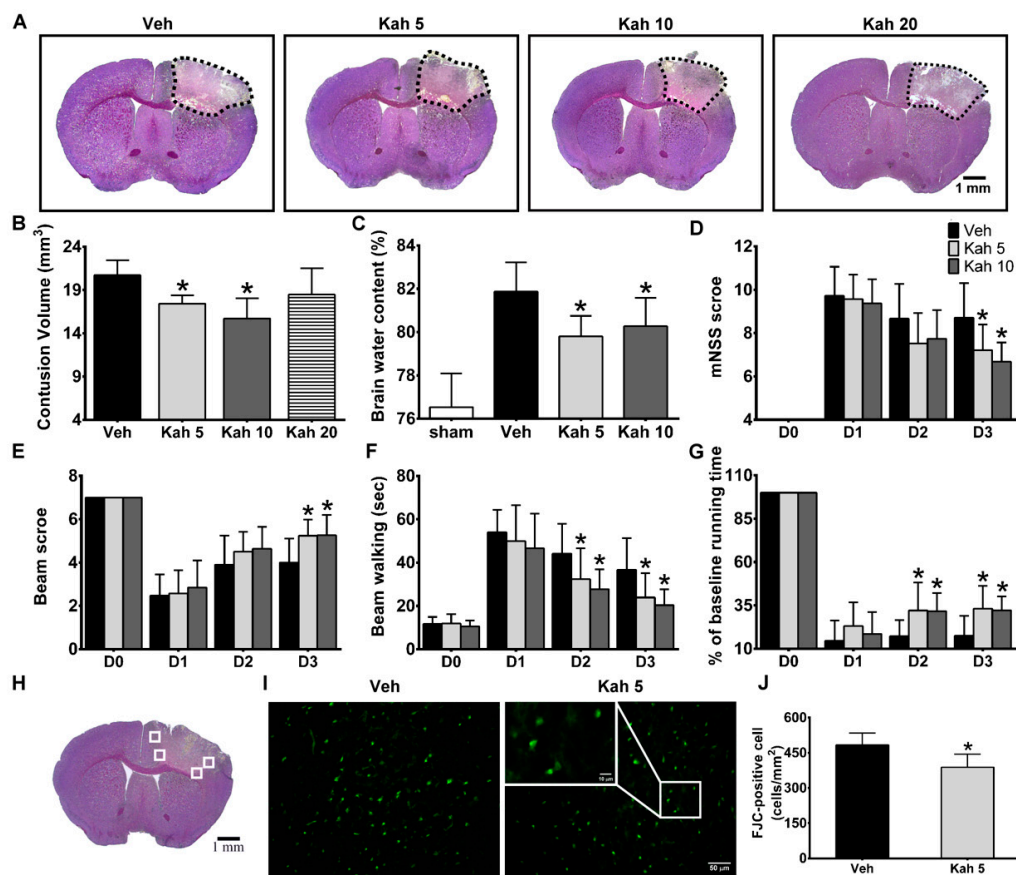 A
Veh
Kah 5
Kah 10
Kah 20
1 mm
B
Contusion Volume (mm³)
24
19
14
9
4
Veh
Kah 5
Kah 10
Kah 20
*
*
C
Brain water content (%)
84
82
80
78
76
sham
Veh
Kah 5
Kah 10
*
*
D
Veh
Kah 5
Kah 10
mNSS scroe
12
10
8
6
4
D0
D1
D2
D3
*
*
E
Beam scroe
8
6
4
2
0
D0
D1
D2
D3
*
*
F
Beam walking (sec)
80
60
40
20
0
D0
D1
D2
D3
*
*
*
*
G
% of baseline running time
110
85
60
35
10
D0
D1
D2
D3
*
*
*
*
H
1 mm
I
Veh
Kah 5
10 μm
50 μm
J
FJC-positive cell
(cells/mm²)
600
450
300
150
0
Veh
Kah 5
*